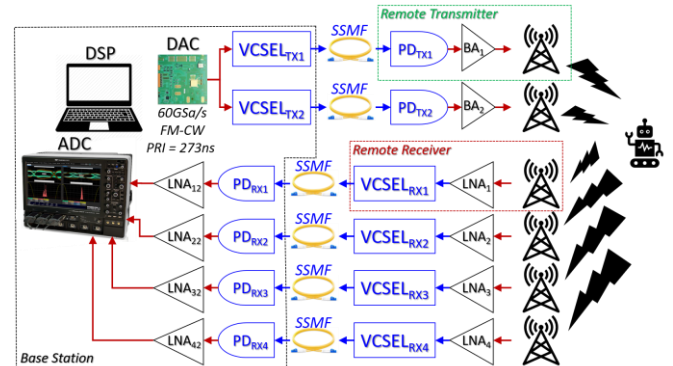 Remote Transmitter
SSMF
DSP
DAC
VCSELTX1
PDTX1
BA1
60GSa/s
FM-CW
PRI = 273ns
SSMF
VCSELTX2
PDTX2
BA2
ADC
Remote Receiver
SSMF
LNA12
PDRX1
VCSELRX1
LNA1
SSMF
LNA22
PDRX2
VCSELRX2
LNA2
SSMF
LNA32
PDRX3
VCSELRX3
LNA3
SSMF
LNA42
PDRX4
VCSELRX4
LNA4
Base Station